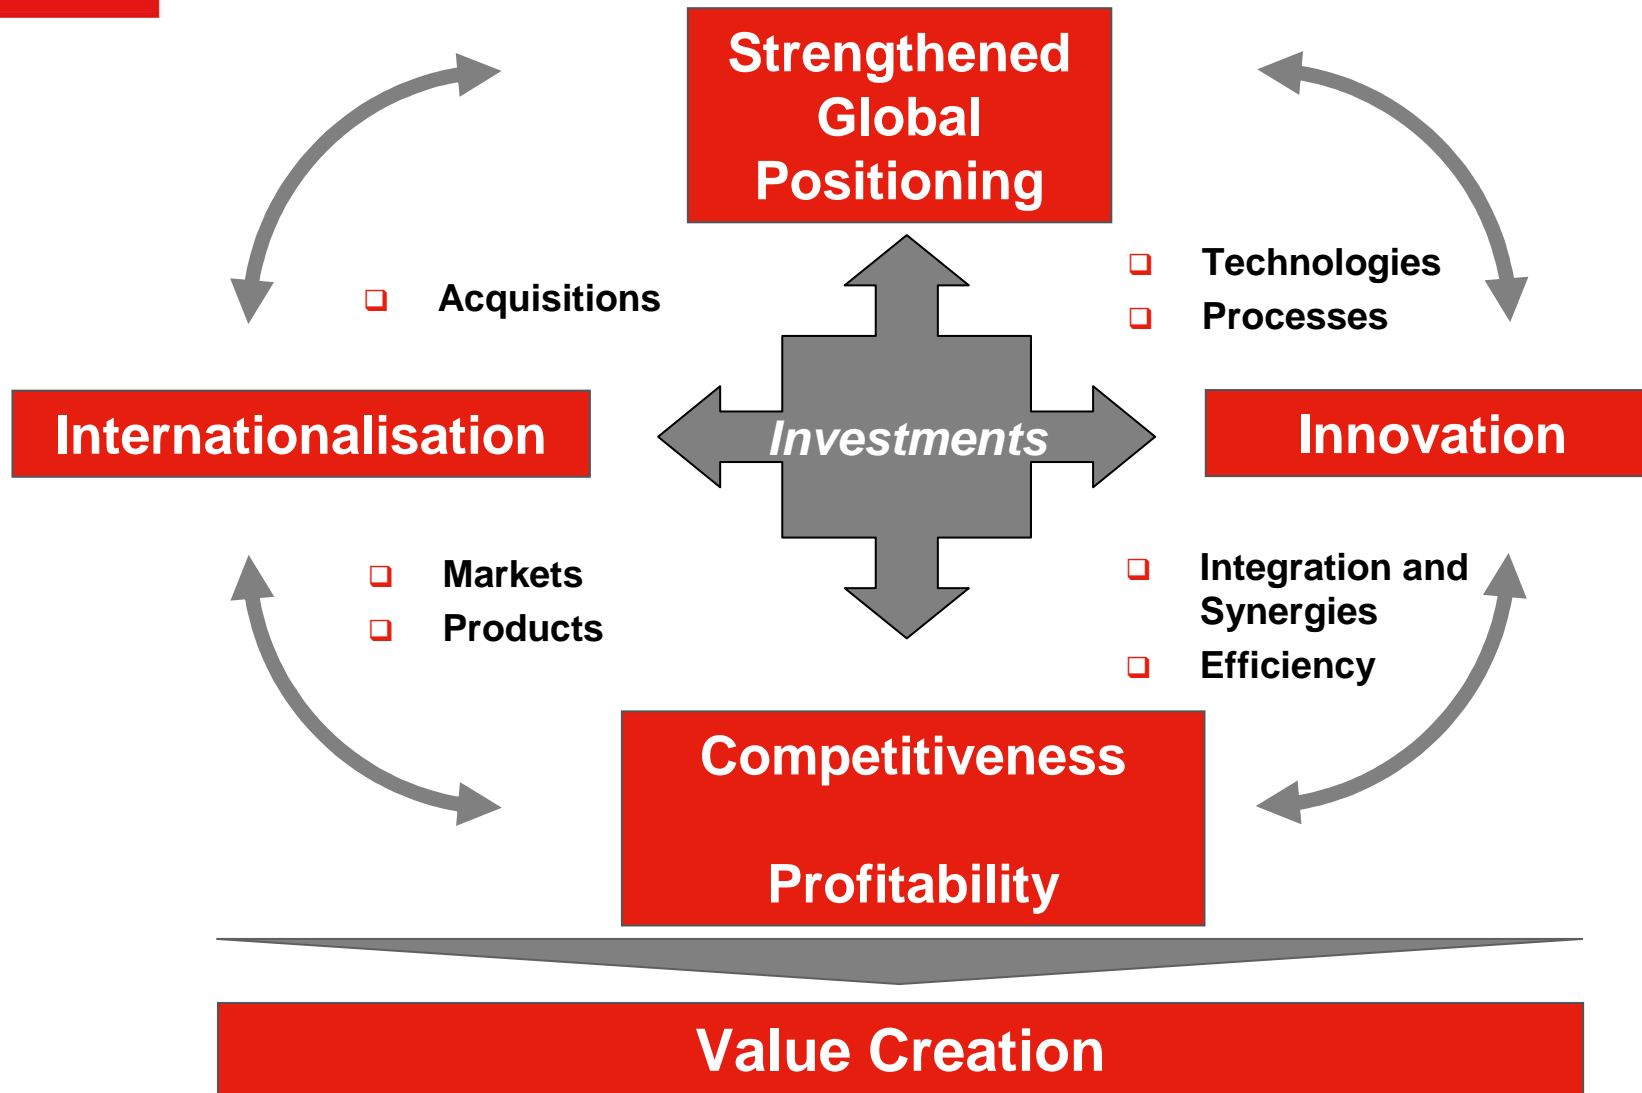 Strengthened
Global
Positioning
Acquisitions
Technologies
Processes
Internationalisation
Investments
Innovation
Markets
Products
Integration and
Synergies
Efficiency
Competitiveness
Profitability
Value Creation